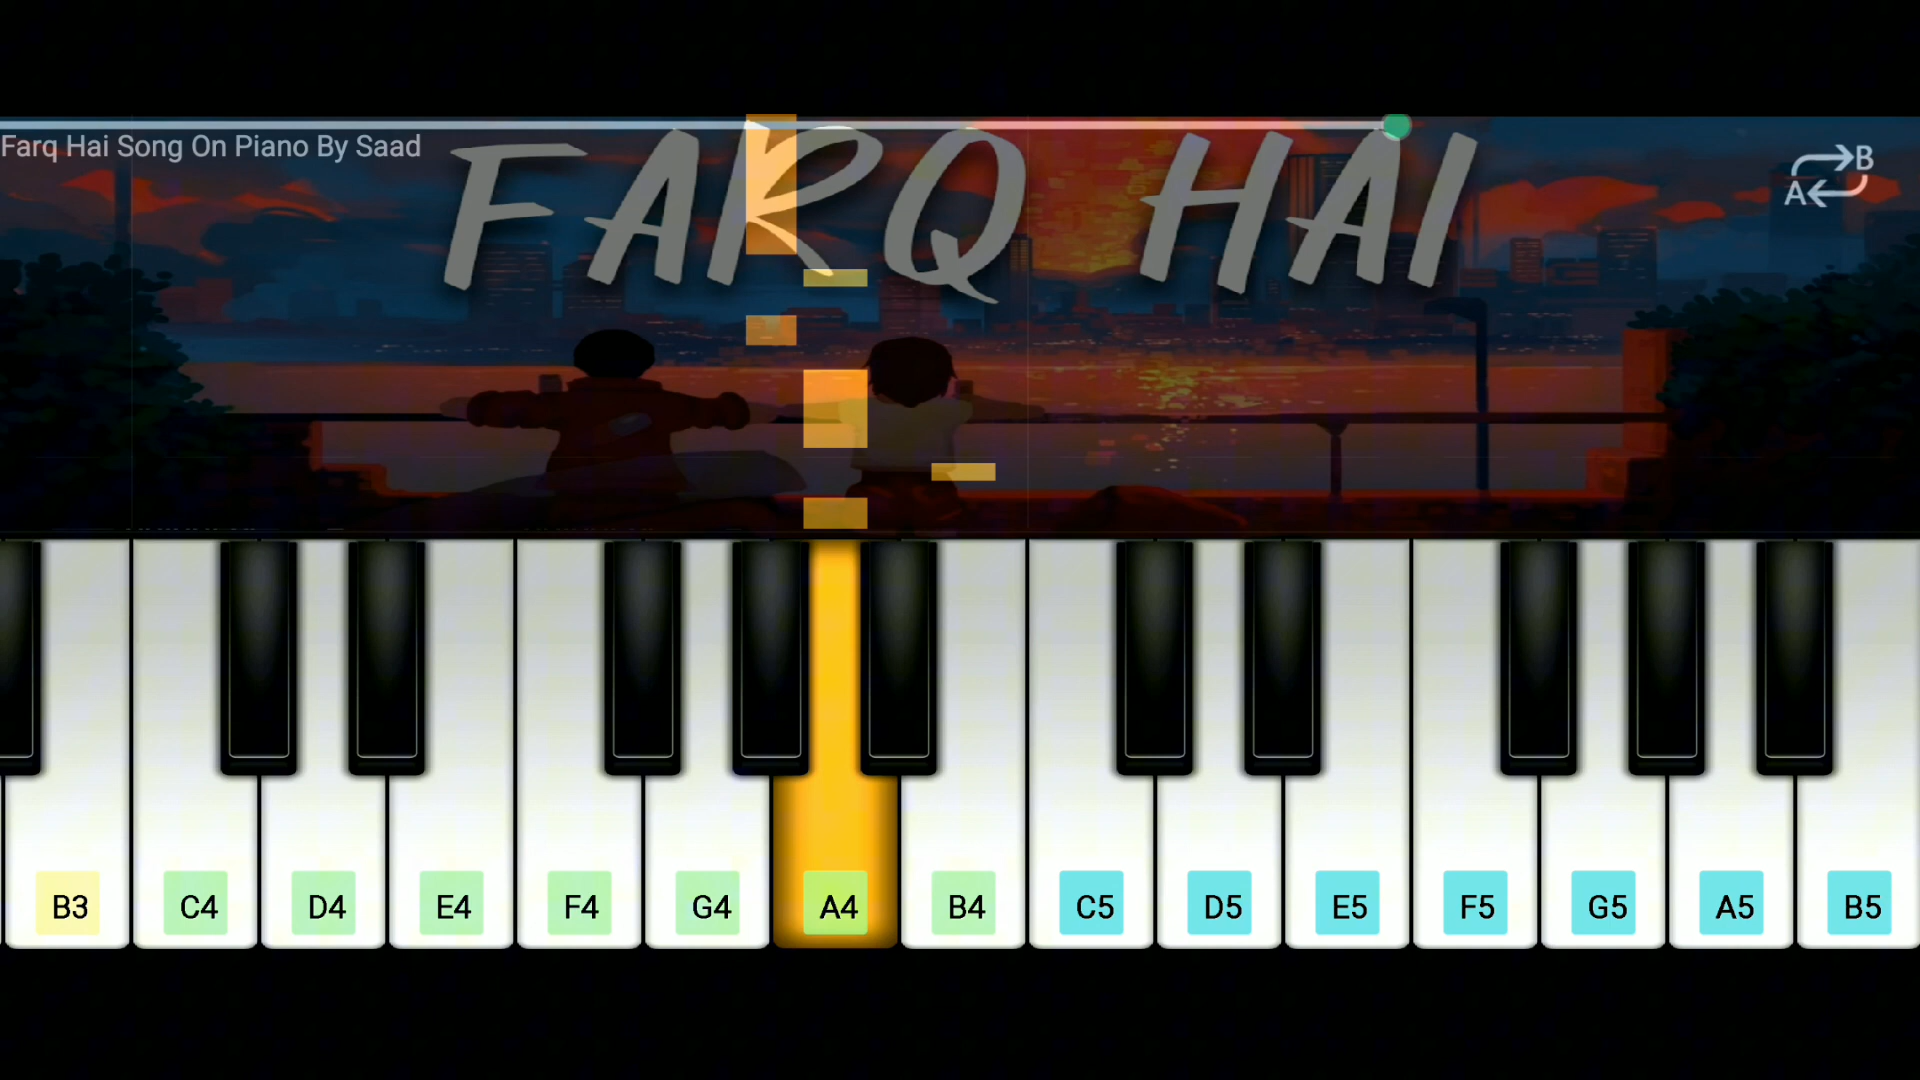 Farq Hai Song On Piano By Saad
FARQ HAI
A B
B3 C4 D4 E4 F4 G4 A4 B4 C5 D5 E5 F5 G5 A5 B5